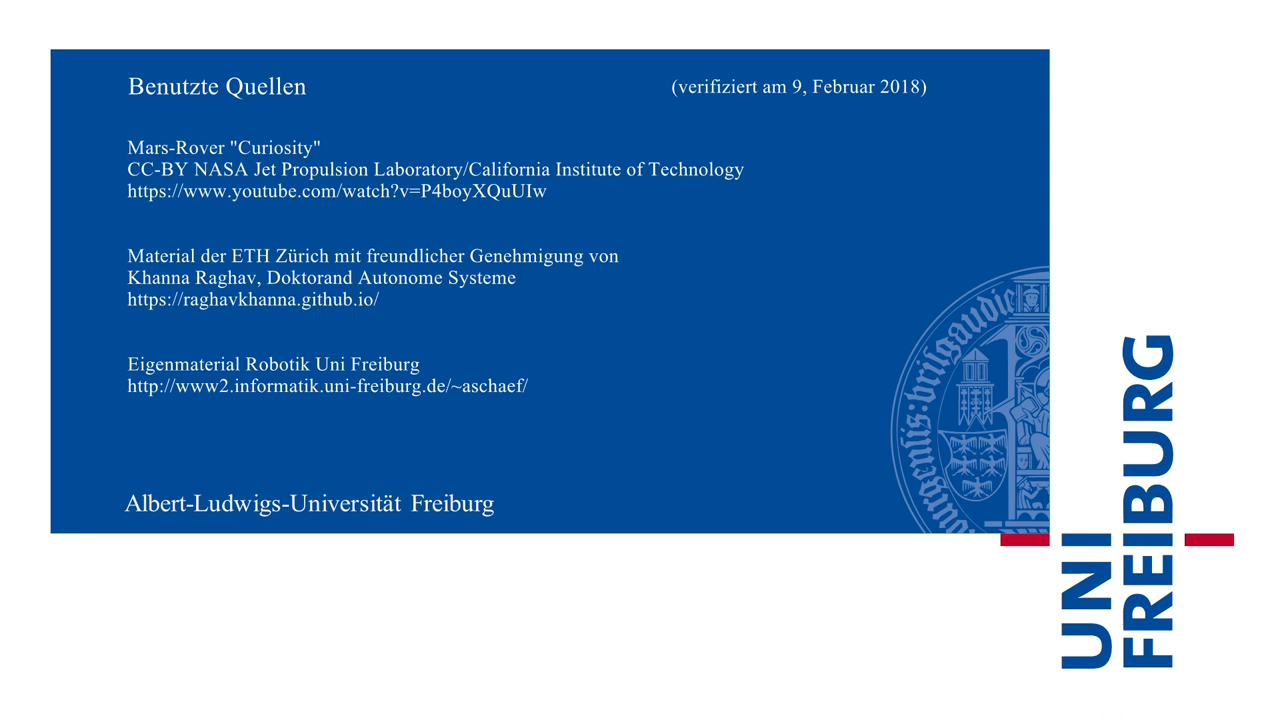 Benutzte Quellen
(verifiziert am 9, Februar 2018)
Mars-Rover "Curiosity"
CC-BY NASA Jet Propulsion Laboratory/California Institute of Technology
https://www.youtube.com/watch?v=P4boyXQuUIw
Material der ETH Zürich mit freundlicher Genehmigung von
Khanna Raghav, Doktorand Autonome Systeme
https://raghavkhanna.github.io/
Eigenmaterial Robotik Uni Freiburg
http://www2.informatik.uni-freiburg.de/~aschaef/
Albert-Ludwigs-Universität Freiburg
UNI
FREIBURG